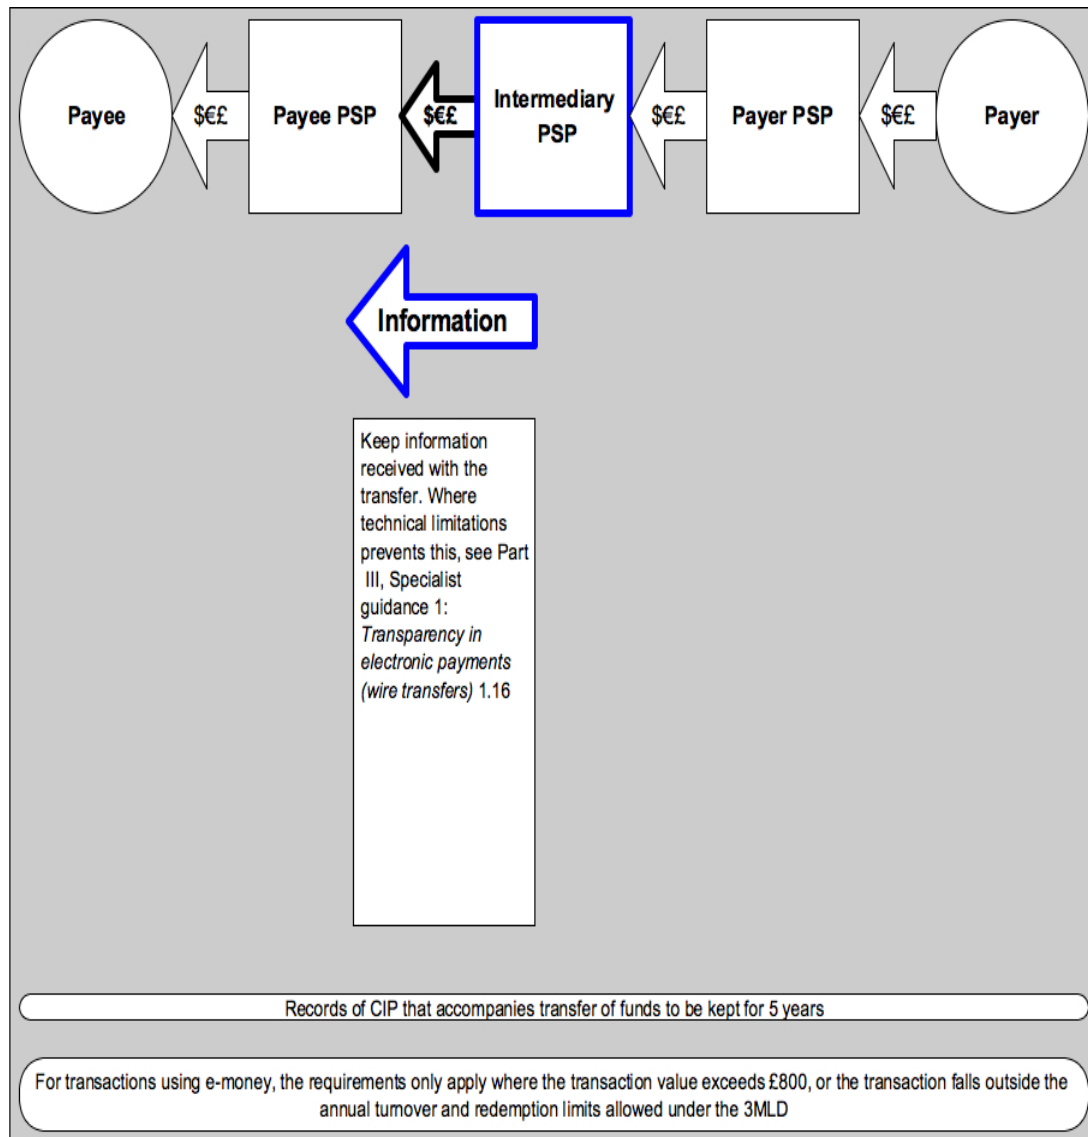 Payee
$€£
Payee PSP
$€£
Intermediary
PSP
$€£
Payer PSP
$€£
Payer
Information
Keep information
received with the
transfer. Where
technical limitations
prevents this, see Part
III, Specialist
guidance 1:
Transparency in
electronic payments
(wire transfers) 1.16
Records of CIP that accompanies transfer of funds to be kept for 5 years
For transactions using e-money, the requirements only apply where the transaction value exceeds £800, or the transaction falls outside the
annual turnover and redemption limits allowed under the 3MLD